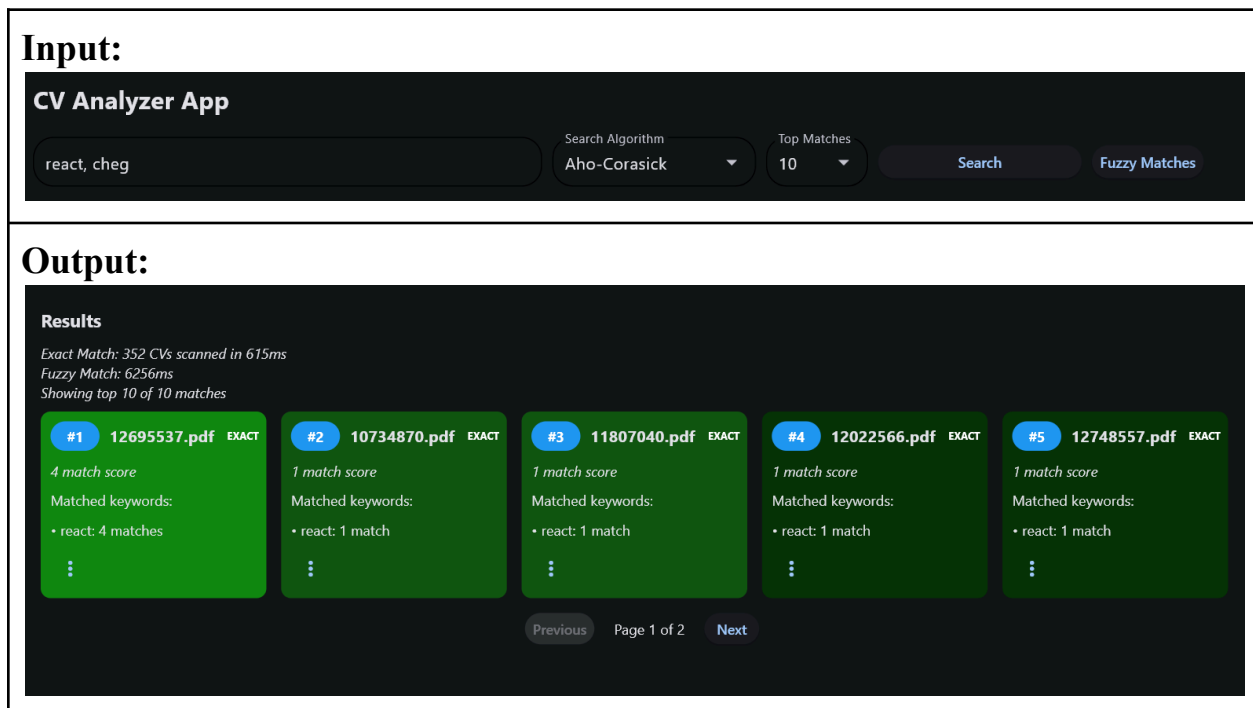 Input:
CV Analyzer App
Search Algorithm
Top Matches
react, cheg
Aho-Corasick
10
Search
Fuzzy Matches
Output:
Results
Exact Match: 352 CVs scanned in 615ms
Fuzzy Match: 6256ms
Showing top 10 of 10 matches
#1 12695537.pdf EXACT
4 match score
Matched keywords:
• react: 4 matches
#2 10734870.pdf EXACT
1 match score
Matched keywords:
• react: 1 match
#3 11807040.pdf EXACT
1 match score
Matched keywords:
• react: 1 match
#4 12022566.pdf EXACT
1 match score
Matched keywords:
• react: 1 match
#5 12748557.pdf EXACT
1 match score
Matched keywords:
• react: 1 match
Previous Page 1 of 2 Next